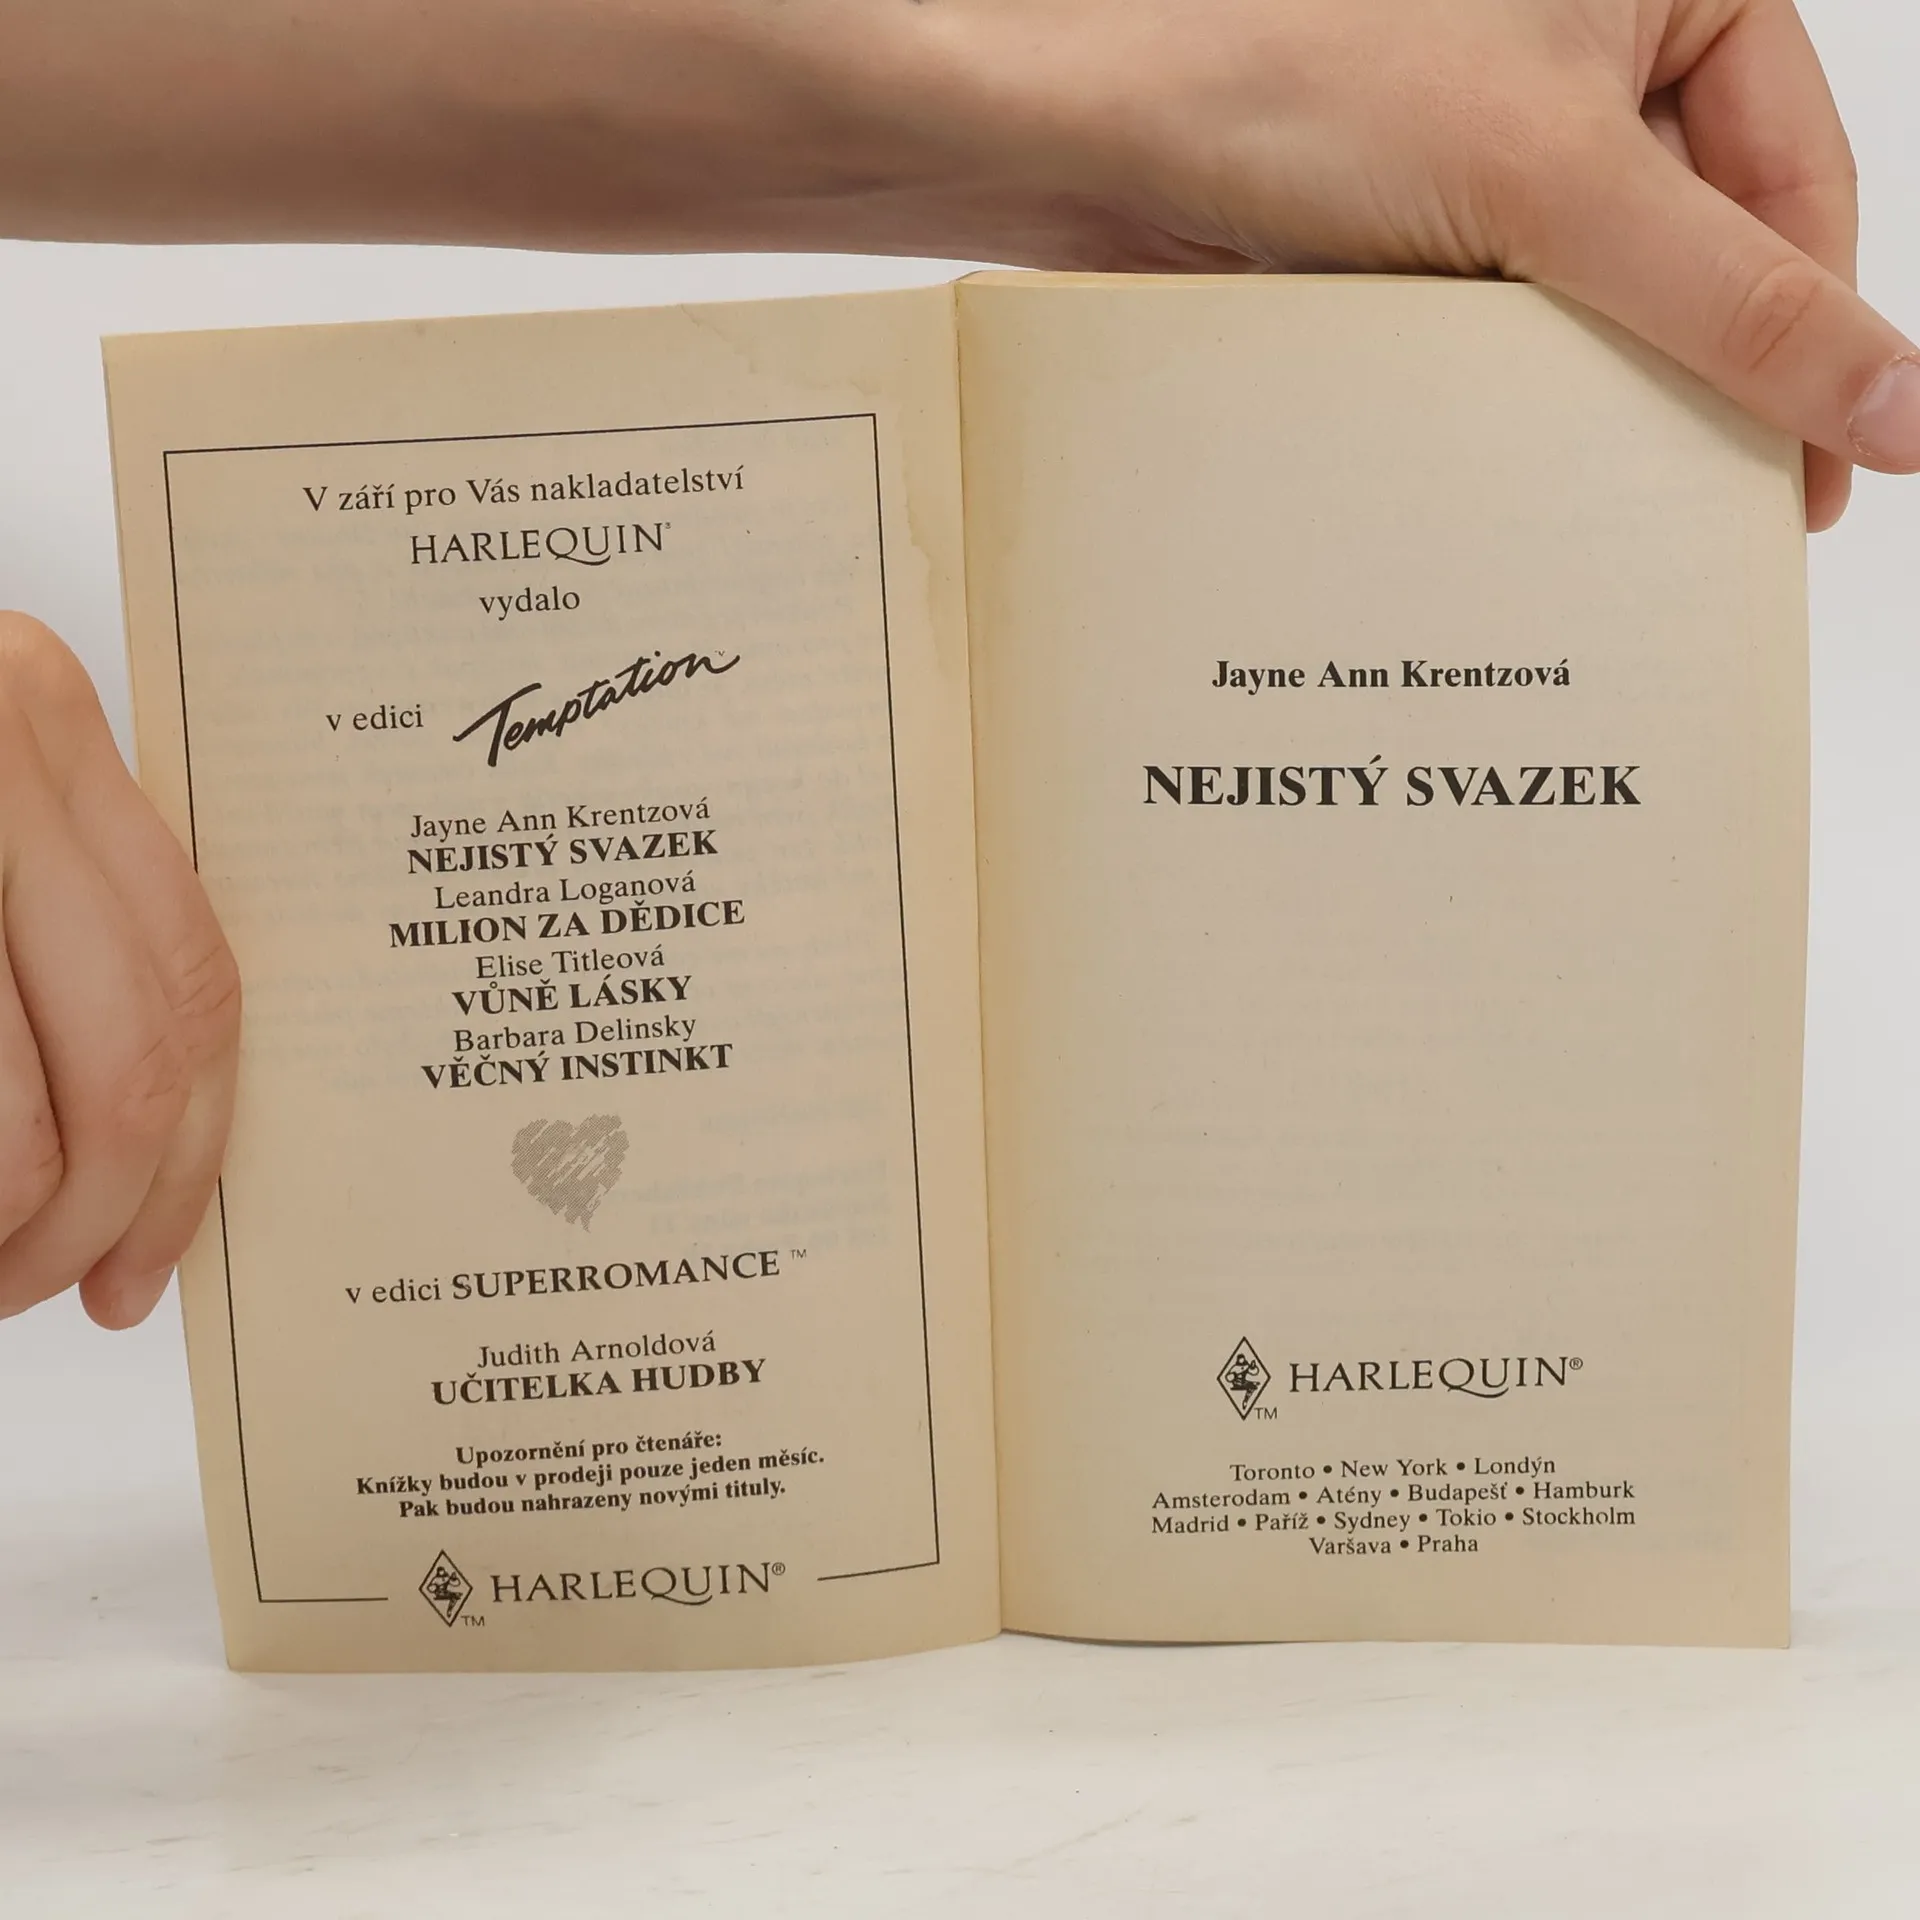 V září pro Vás nakladatelství
HARLEQUIN®
vydalo
v edici Temptation
Jayne Ann Krentzová
NEJISTÝ SVAZEK
Leandra Loganová
MILION ZA DĚDICE
Elise Titleová
VŮNĚ LÁSKY
Barbara Delinsky
VĚČNÝ INSTINKT
v edici SUPERROMANCE™
Judith Arnoldová
UČITELKA HUDBY
Upozornění pro čtenáře:
Knížky budou v prodeji pouze jeden měsíc.
Pak budou nahrazeny novými tituly.
TM HARLEQUIN®
Jayne Ann Krentzová
NEJISTÝ SVAZEK
TM HARLEQUIN®
Toronto • New York • Londýn
Amsterodam • Atény • Budapešť • Hamburk
Madrid • Paříž • Sydney • Tokio • Stockholm
Varšava • Praha